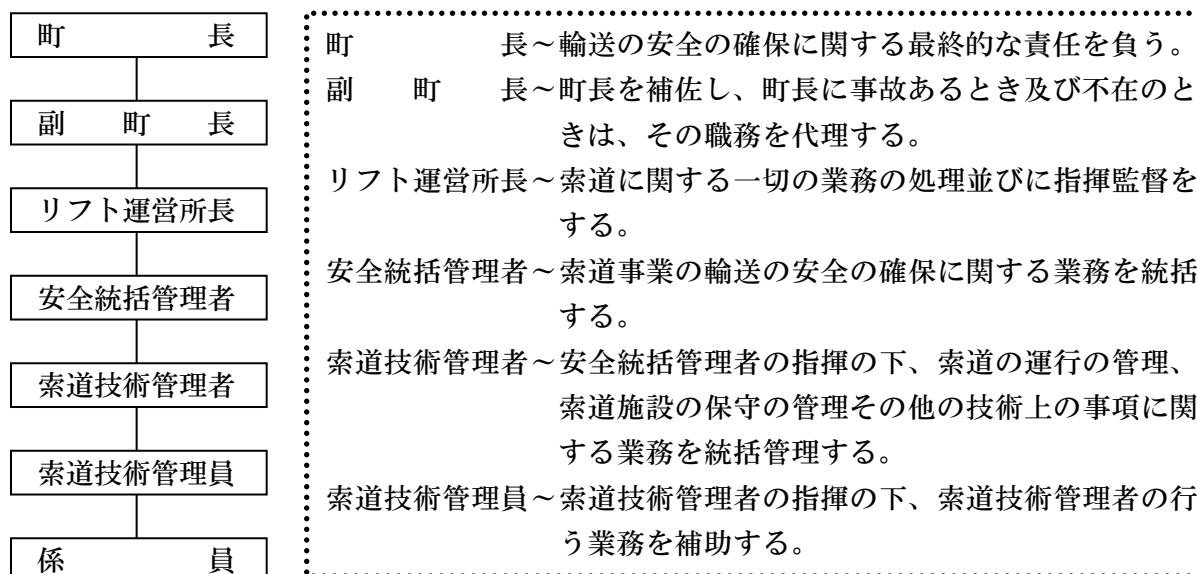 町長
副町長
リフト運営所長
安全統括管理者
索道技術管理者
索道技術管理員
係員
町長～輸送の安全の確保に関する最終的な責任を負う。
副町長～町長を補佐し、町長に事故あるとき及び不在のと
きは、その職務を代理する。
リフト運営所長～索道に関する一切の業務の処理並びに指揮監督を
する。
安全統括管理者～索道事業の輸送の安全の確保に関する業務を統括
する。
索道技術管理者～安全統括管理者の指揮の下、索道の運行の管理、
索道施設の保守の管理その他の技術上の事項に関
する業務を統括管理する。
索道技術管理員～索道技術管理者の指揮の下、索道技術管理者の行
う業務を補助する。